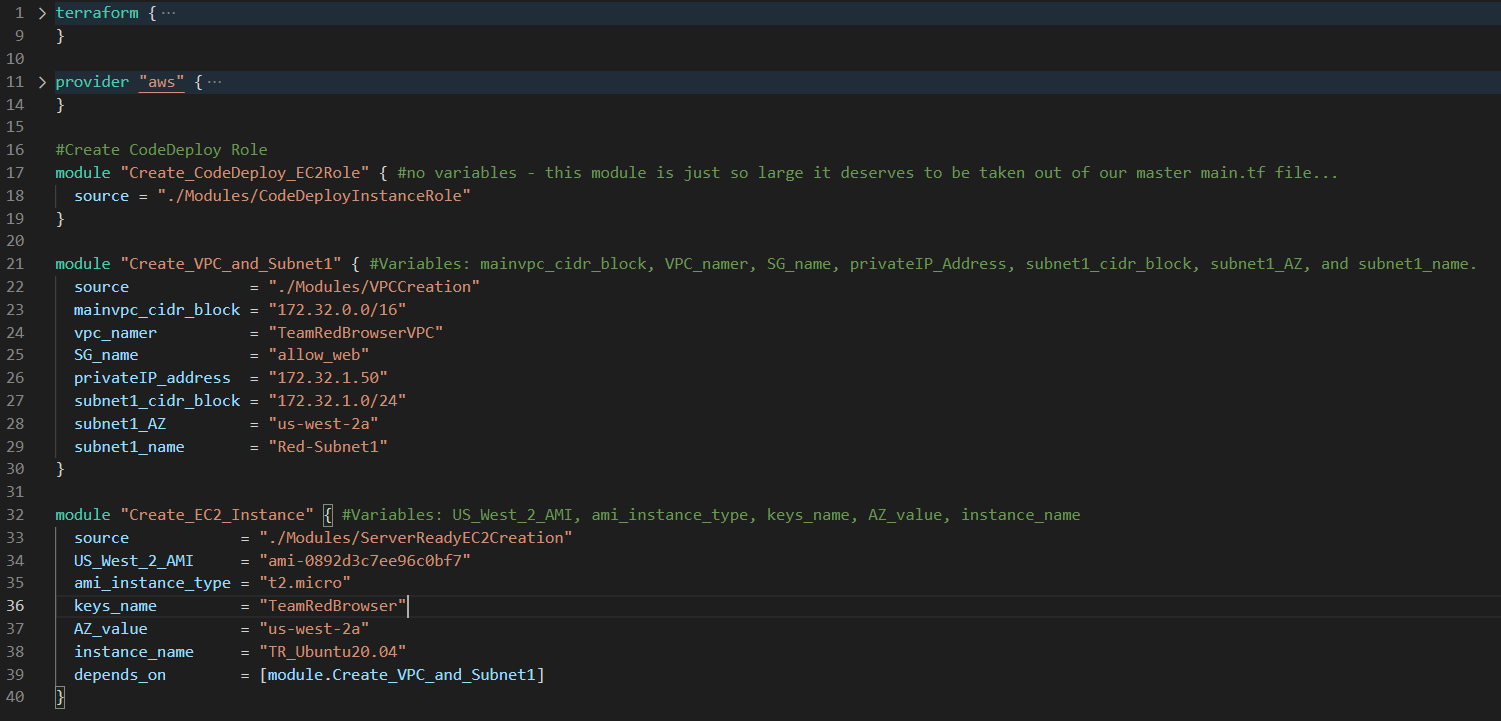 1 > terraform { ···
9 }
10
11 > provider "aws" { ···
14 }
15
16 #Create CodeDeploy Role
17 module "Create_CodeDeploy_EC2Role" { #no variables - this module is just so large it deserves to be taken out of our master main.tf file...
18 source = "./Modules/CodeDeployInstanceRole"
19 }
20
21 module "Create_VPC_and_Subnet1" { #Variables: mainvpc_cidr_block, VPC_namer, SG_name, privateIP_Address, subnet1_cidr_block, subnet1_AZ, and subnet1_name.
22 source = "./Modules/VPCCreation"
23 mainvpc_cidr_block = "172.32.0.0/16"
24 vpc_namer = "TeamRedBrowserVPC"
25 SG_name = "allow_web"
26 privateIP_address = "172.32.1.50"
27 subnet1_cidr_block = "172.32.1.0/24"
28 subnet1_AZ = "us-west-2a"
29 subnet1_name = "Red-Subnet1"
30 }
31
32 module "Create_EC2_Instance" { #Variables: US_West_2_AMI, ami_instance_type, keys_name, AZ_value, instance_name
33 source = "./Modules/ServerReadyEC2Creation"
34 US_West_2_AMI = "ami-0892d3c7ee96c0bf7"
35 ami_instance_type = "t2.micro"
36 keys_name = "TeamRedBrowser"
37 AZ_value = "us-west-2a"
38 instance_name = "TR_Ubuntu20.04"
39 depends_on = [module.Create_VPC_and_Subnet1]
40 }